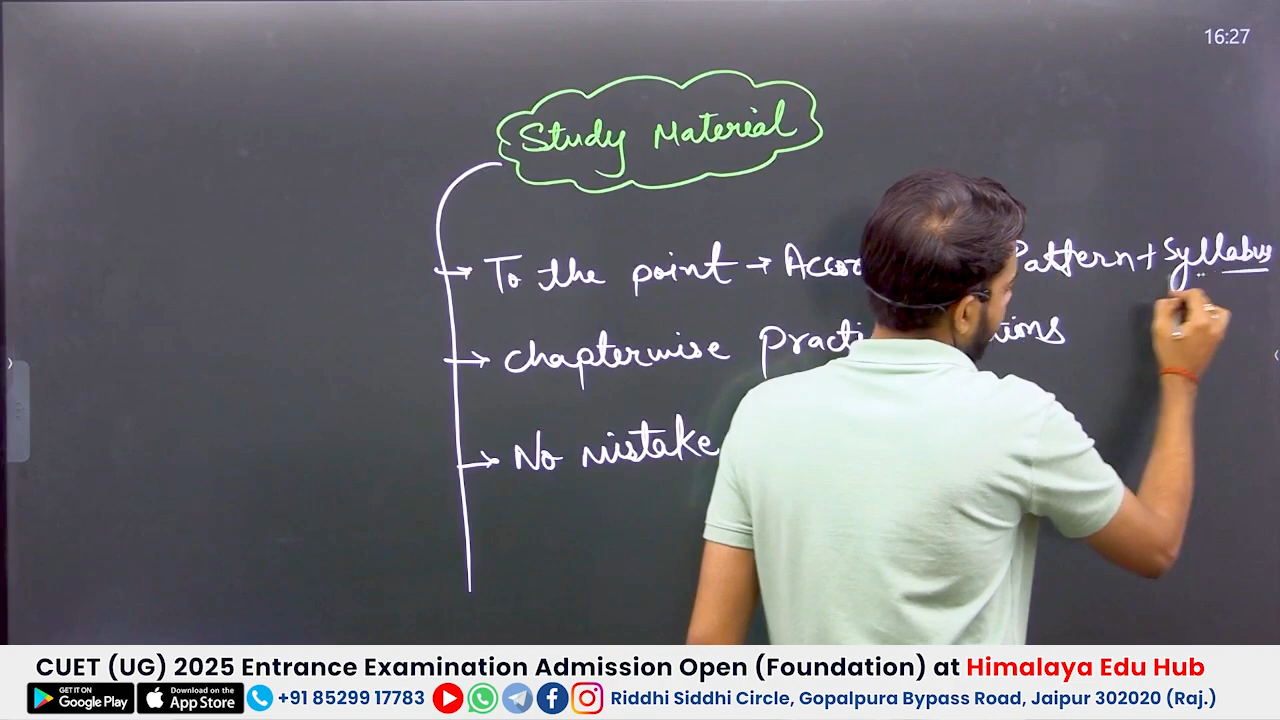 16:27
Study Material
To the point → Accor Pattern + Syllabus
Chapterwise practi tions
No mistake
CUET (UG) 2025 Entrance Examination Admission Open (Foundation) at Himalaya Edu Hub
GET IT ON Google Play Download on the App Store +91 85299 17783 Riddhi Siddhi Circle, Gopalpura Bypass Road, Jaipur 302020 (Raj.)